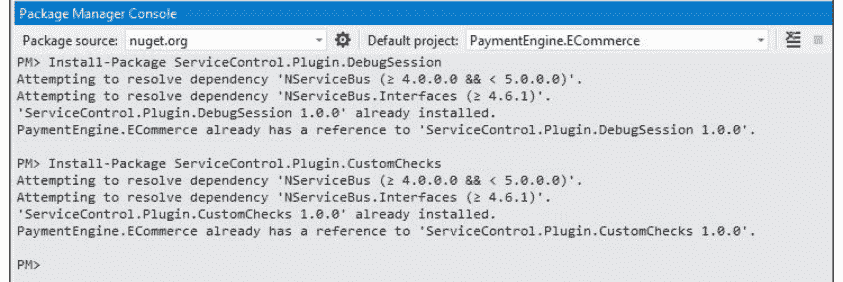 Package Manager Console
Package source: nuget.org Default project: PaymentEngine.ECommerce
PM> Install-Package ServiceControl.Plugin.DebugSession
Attempting to resolve dependency 'NServiceBus (≥ 4.0.0.0 && < 5.0.0.0)'.
Attempting to resolve dependency 'NServiceBus.Interfaces (≥ 4.6.1)'.
'ServiceControl.Plugin.DebugSession 1.0.0' already installed.
PaymentEngine.ECommerce already has a reference to 'ServiceControl.Plugin.DebugSession 1.0.0'.
PM> Install-Package ServiceControl.Plugin.CustomChecks
Attempting to resolve dependency 'NServiceBus (≥ 4.0.0.0 && < 5.0.0.0)'.
Attempting to resolve dependency 'NServiceBus.Interfaces (≥ 4.6.1)'.
'ServiceControl.Plugin.CustomChecks 1.0.0' already installed.
PaymentEngine.ECommerce already has a reference to 'ServiceControl.Plugin.CustomChecks 1.0.0'.
PM>